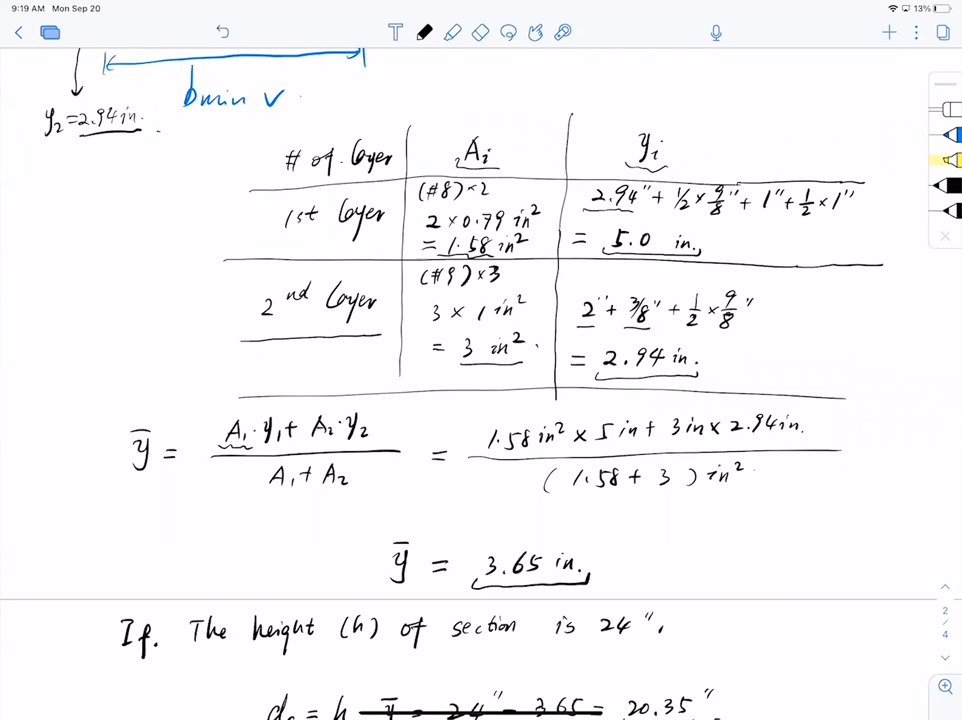 9:19 AM Mon Sep 20
13%
T
bmin √
y₂=2.94in.
# of layer Aᵢ yᵢ
1st layer
(#8)×2
2 × 0.79 in²
= 1.58 in²
2.94" + 1/2 × 9/8" + 1" + 1/2 × 1"
= 5.0 in.
2nd layer
(#9)×3
3 × 1 in²
= 3 in².
2" + 3/8" + 1/2 × 9/8"
= 2.94 in.
ȳ = (A₁·y₁ + A₂·y₂) / (A₁ + A₂) = (1.58 in² × 5 in + 3 in × 2.94 in.) / (1.58 + 3) in²
ȳ = 3.65 in.
If. The height (h) of section is 24".
= h - ȳ = 24" - 3.65 = 20.35"
2
/
4